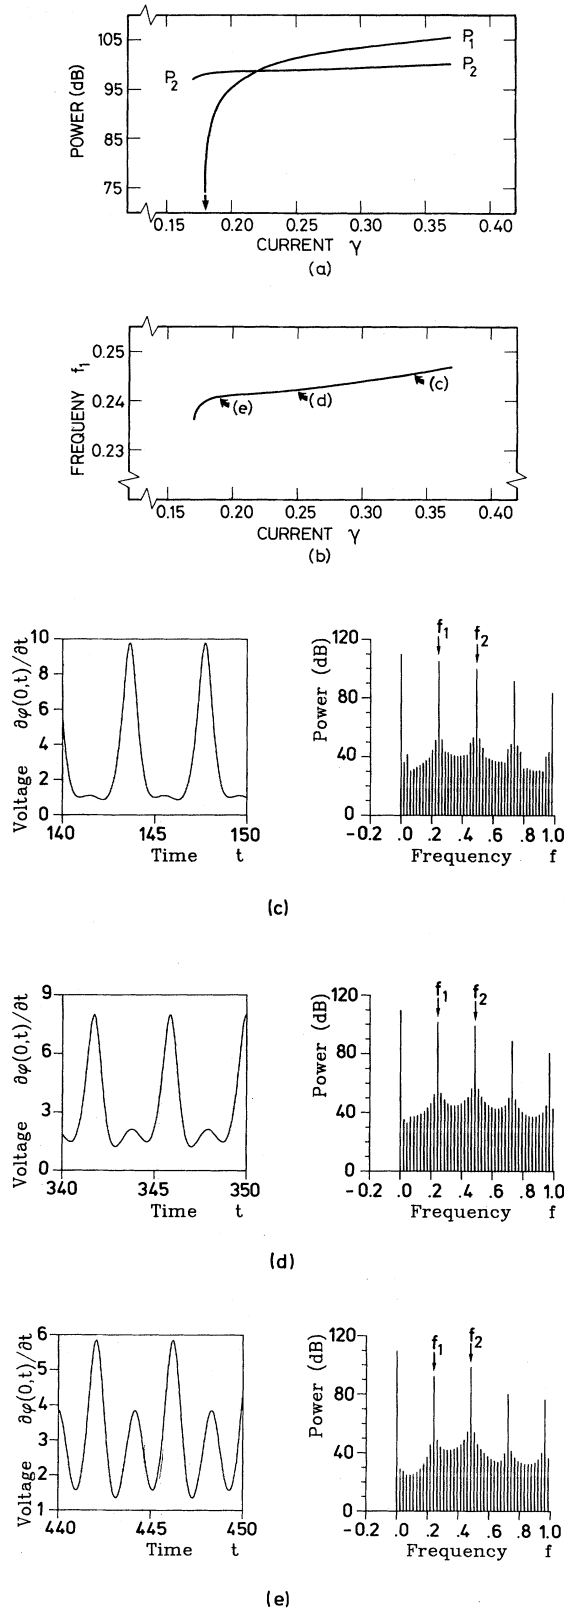 105
95
85
75
POWER (dB)
P2
P1
P2
0.15 0.20 0.25 0.30 0.35 0.40
CURRENT γ
(a)
0.25
0.24
0.23
FREQUENY f1
(e) (d) (c)
0.15 0.20 0.25 0.30 0.35 0.40
CURRENT γ
(b)
Voltage ∂φ(0,t)/∂t
10
8
6
4
2
0
140 145 150
Time t
Power (dB)
120
80
40
0
f1 f2
-0.2 .0 .2 .4 .6 .8 1.0
Frequency f
(c)
Voltage ∂φ(0,t)/∂t
9
6
3
0
340 345 350
Time t
Power (dB)
120
80
40
0
f1 f2
-0.2 .0 .2 .4 .6 .8 1.0
Frequency f
(d)
Voltage ∂φ(0,t)/∂t
6
5
4
3
2
1
440 445 450
Time t
Power (dB)
120
80
40
0
f1 f2
-0.2 .0 .2 .4 .6 .8 1.0
Frequency f
(e)